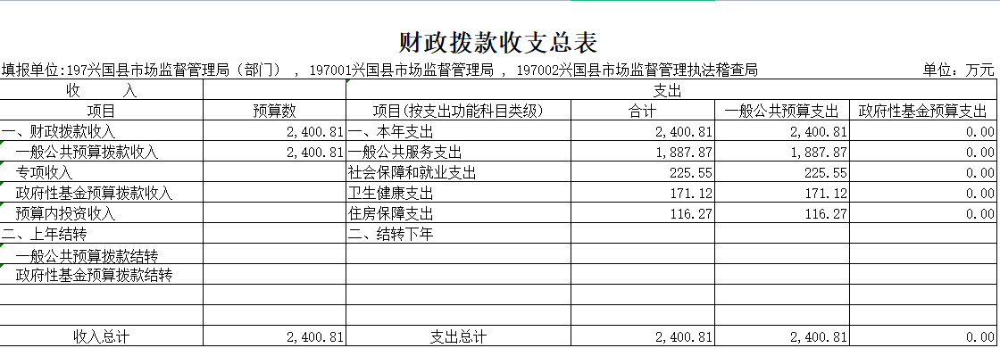 财政拨款收支总表
填报单位:197兴国县市场监督管理局（部门） , 197001兴国县市场监督管理局 , 197002兴国县市场监督管理执法稽查局 单位：万元
收 入 支出
项目 预算数 项目(按支出功能科目类级) 合计 一般公共预算支出 政府性基金预算支出
一、财政拨款收入 2,400.81 一、本年支出 2,400.81 2,400.81 0.00
一般公共预算拨款收入 2,400.81 一般公共服务支出 1,887.87 1,887.87 0.00
专项收入 社会保障和就业支出 225.55 225.55 0.00
政府性基金预算拨款收入 卫生健康支出 171.12 171.12 0.00
预算内投资收入 住房保障支出 116.27 116.27 0.00
二、上年结转 二、结转下年
一般公共预算拨款结转
政府性基金预算拨款结转
收入总计 2,400.81 支出总计 2,400.81 2,400.81 0.00